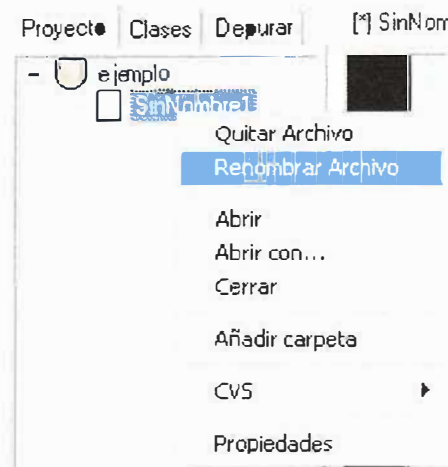 Proyecto Clases Depurar [*] SinNom
ejemplo
SinNombre1
Quitar Archivo
Renombrar Archivo
Abrir
Abrir con...
Cerrar
Añadir carpeta
CVS
Propiedades